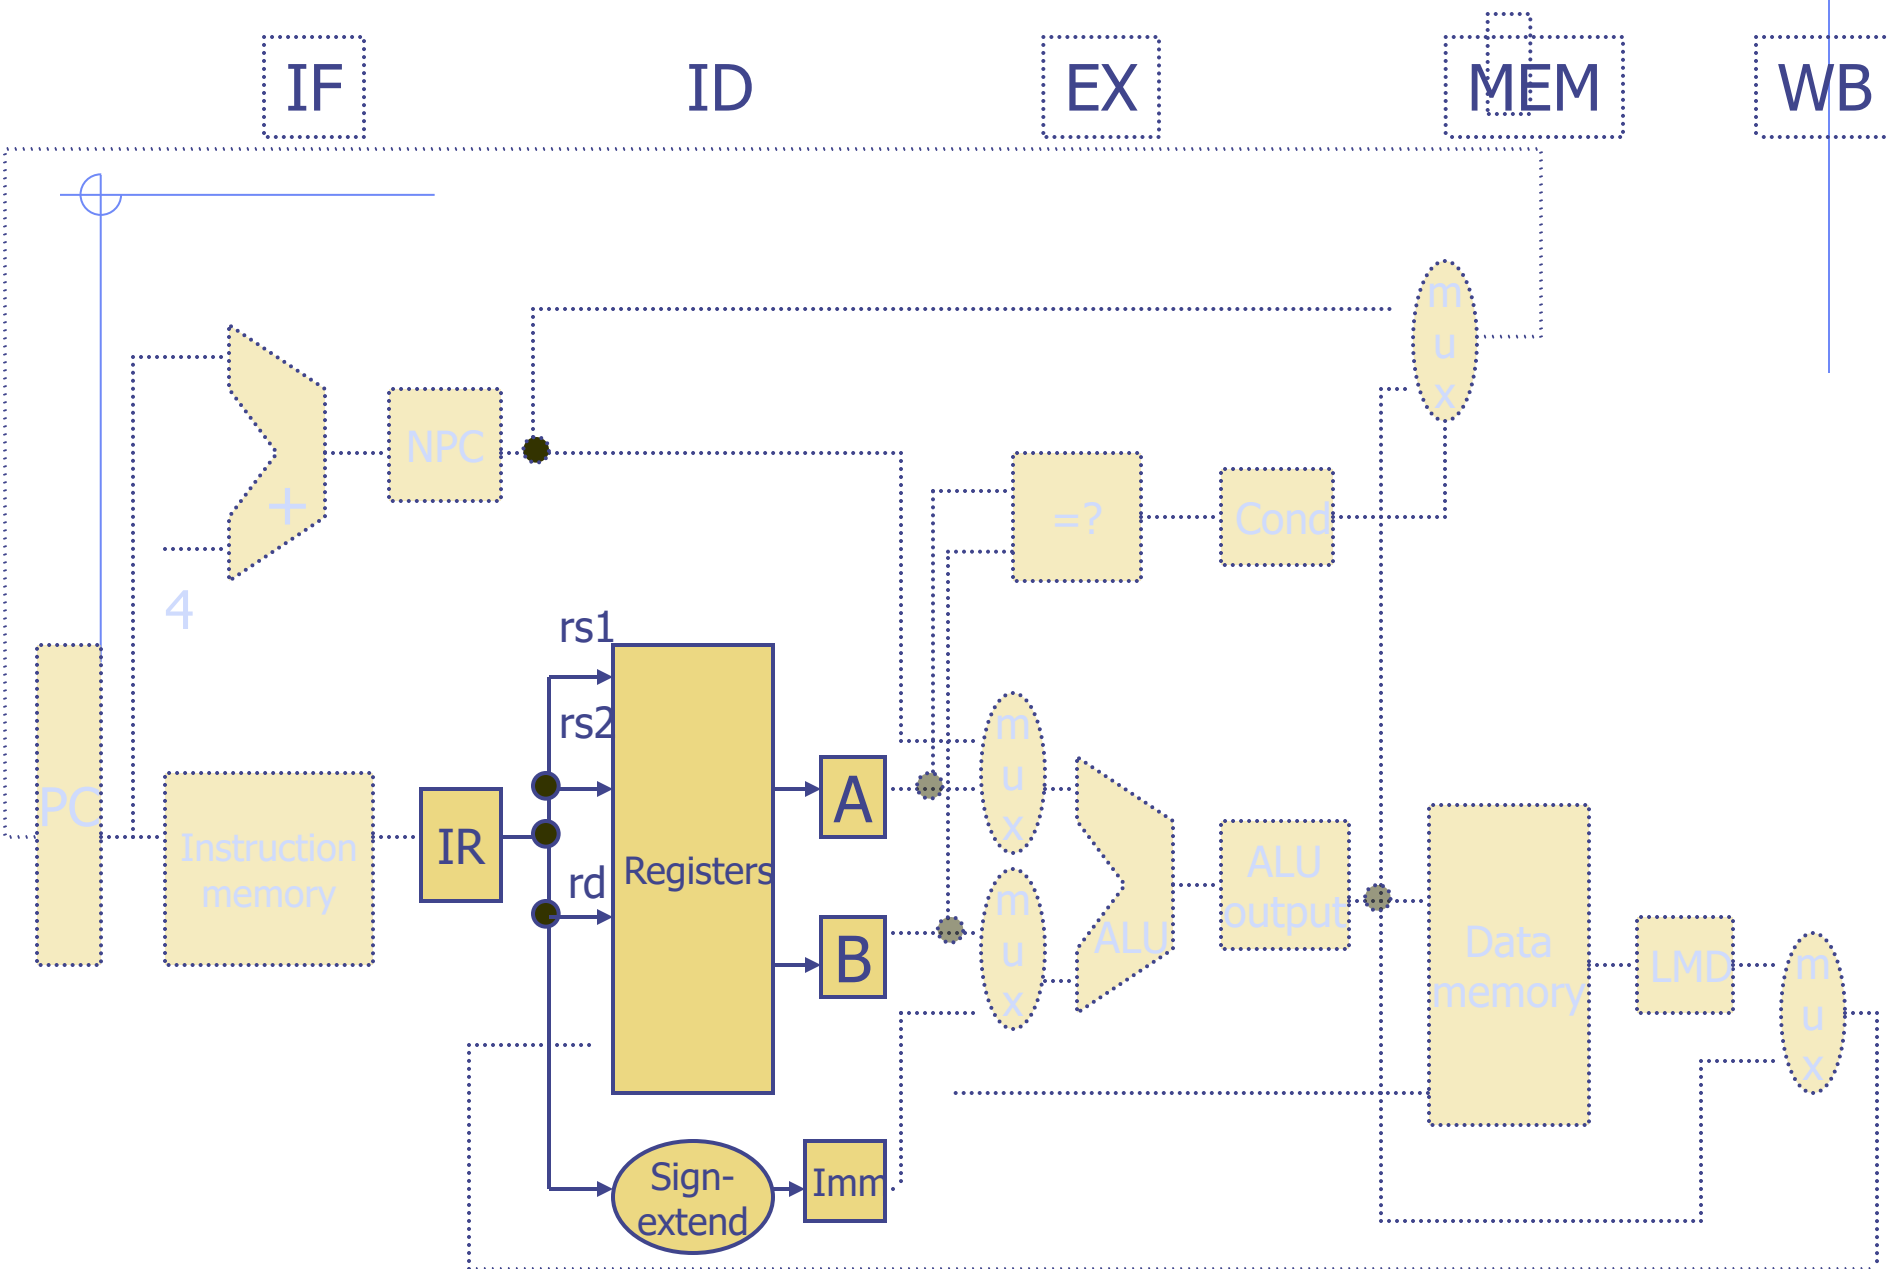 IF ID EX MEM WB
m
u
x
+
NPC
=?
Cond
4
rs1
rs2
PC
Instruction
memory
IR
rd
Registers
A
B
m
u
x
m
u
x
ALU
ALU
output
Data
memory
LMD
m
u
x
Sign-
extend
Imm